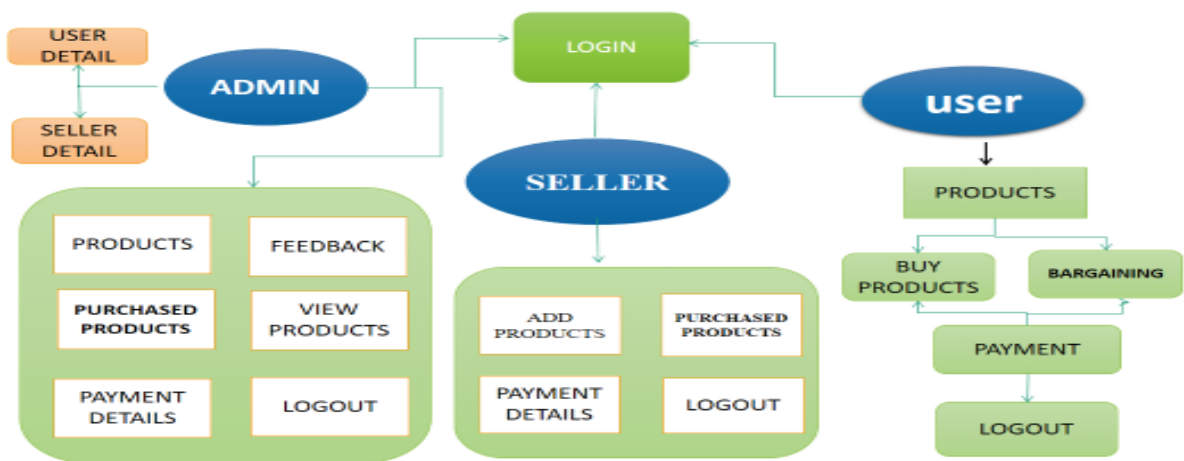 USER
DETAIL
ADMIN
SELLER
DETAIL
LOGIN
user
SELLER
PRODUCTS
FEEDBACK
PURCHASED
PRODUCTS
VIEW
PRODUCTS
PAYMENT
DETAILS
LOGOUT
ADD
PRODUCTS
PURCHASED
PRODUCTS
PAYMENT
DETAILS
LOGOUT
PRODUCTS
BUY
PRODUCTS
BARGAINING
PAYMENT
LOGOUT